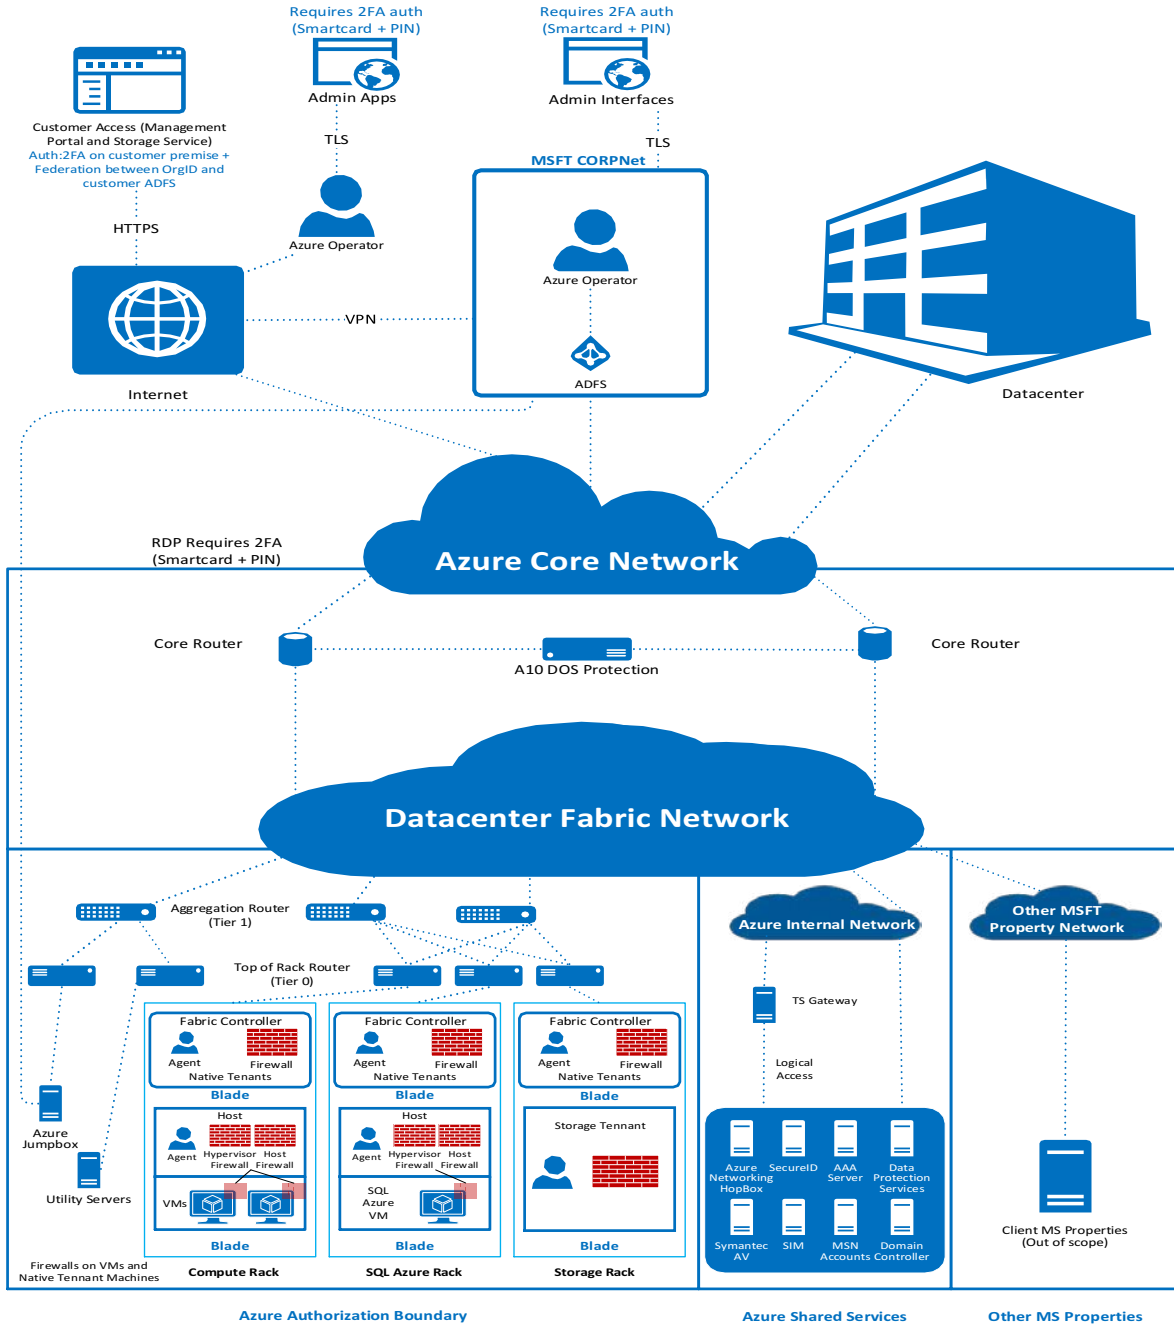 Requires 2FA auth
(Smartcard + PIN)
Requires 2FA auth
(Smartcard + PIN)
Admin Apps
Admin Interfaces
Customer Access (Management
Portal and Storage Service)
Auth:2FA on customer premise +
Federation between OrgID and
customer ADFS
TLS
TLS
MSFT CORPNet
HTTPS
Azure Operator
Azure Operator
VPN
ADFS
Internet
Datacenter
RDP Requires 2FA
(Smartcard + PIN)
Azure Core Network
Core Router
Core Router
A10 DOS Protection
Datacenter Fabric Network
Aggregation Router
(Tier 1)
Top of Rack Router
(Tier 0)
Azure Internal Network
Other MSFT
Property Network
TS Gateway
Logical
Access
Fabric Controller
Agent
Firewall
Native Tenants
Blade
Fabric Controller
Agent
Firewall
Native Tenants
Blade
Fabric Controller
Agent
Firewall
Native Tenants
Blade
Host
Agent
Hypervisor
Firewall
Host
Firewall
VMs
Blade
Host
Agent
Hypervisor
Firewall
Host
Firewall
SQL
Azure
VM
Blade
Storage Tennant
Blade
Azure
Jumpbox
Utility Servers
Firewalls on VMs and
Native Tennant Machines
Compute Rack
SQL Azure Rack
Storage Rack
Azure
Networking
HopBox
SecureID
AAA
Server
Data
Protection
Services
Symantec
AV
SIM
MSN
Accounts
Domain
Controller
Client MS Properties
(Out of scope)
Azure Authorization Boundary
Azure Shared Services
Other MS Properties